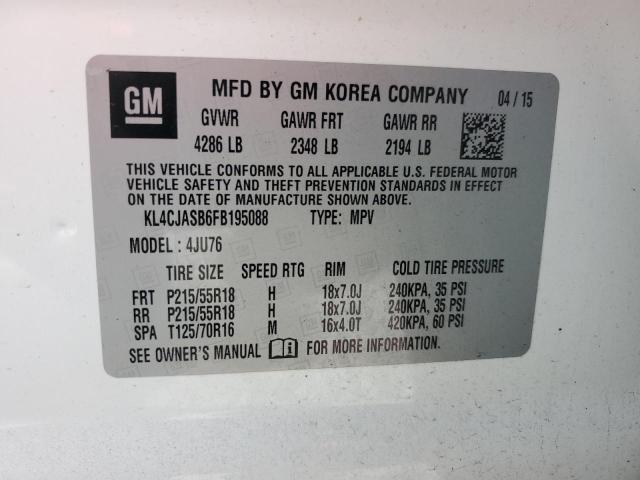 GM
MFD BY GM KOREA COMPANY 04 / 15
GVWR GAWR FRT GAWR RR
4286 LB 2348 LB 2194 LB
THIS VEHICLE CONFORMS TO ALL APPLICABLE U.S. FEDERAL MOTOR
VEHICLE SAFETY AND THEFT PREVENTION STANDARDS IN EFFECT
ON THE DATE OF MANUFACTURE SHOWN ABOVE.
KL4CJASB6FB195088 TYPE: MPV
MODEL : 4JU76
TIRE SIZE SPEED RTG RIM COLD TIRE PRESSURE
FRT P215/55R18 H 18x7.0J 240KPA, 35 PSI
RR P215/55R18 H 18x7.0J 240KPA, 35 PSI
SPA T125/70R16 M 16x4.0T 420KPA, 60 PSI
SEE OWNER'S MANUAL FOR MORE INFORMATION.